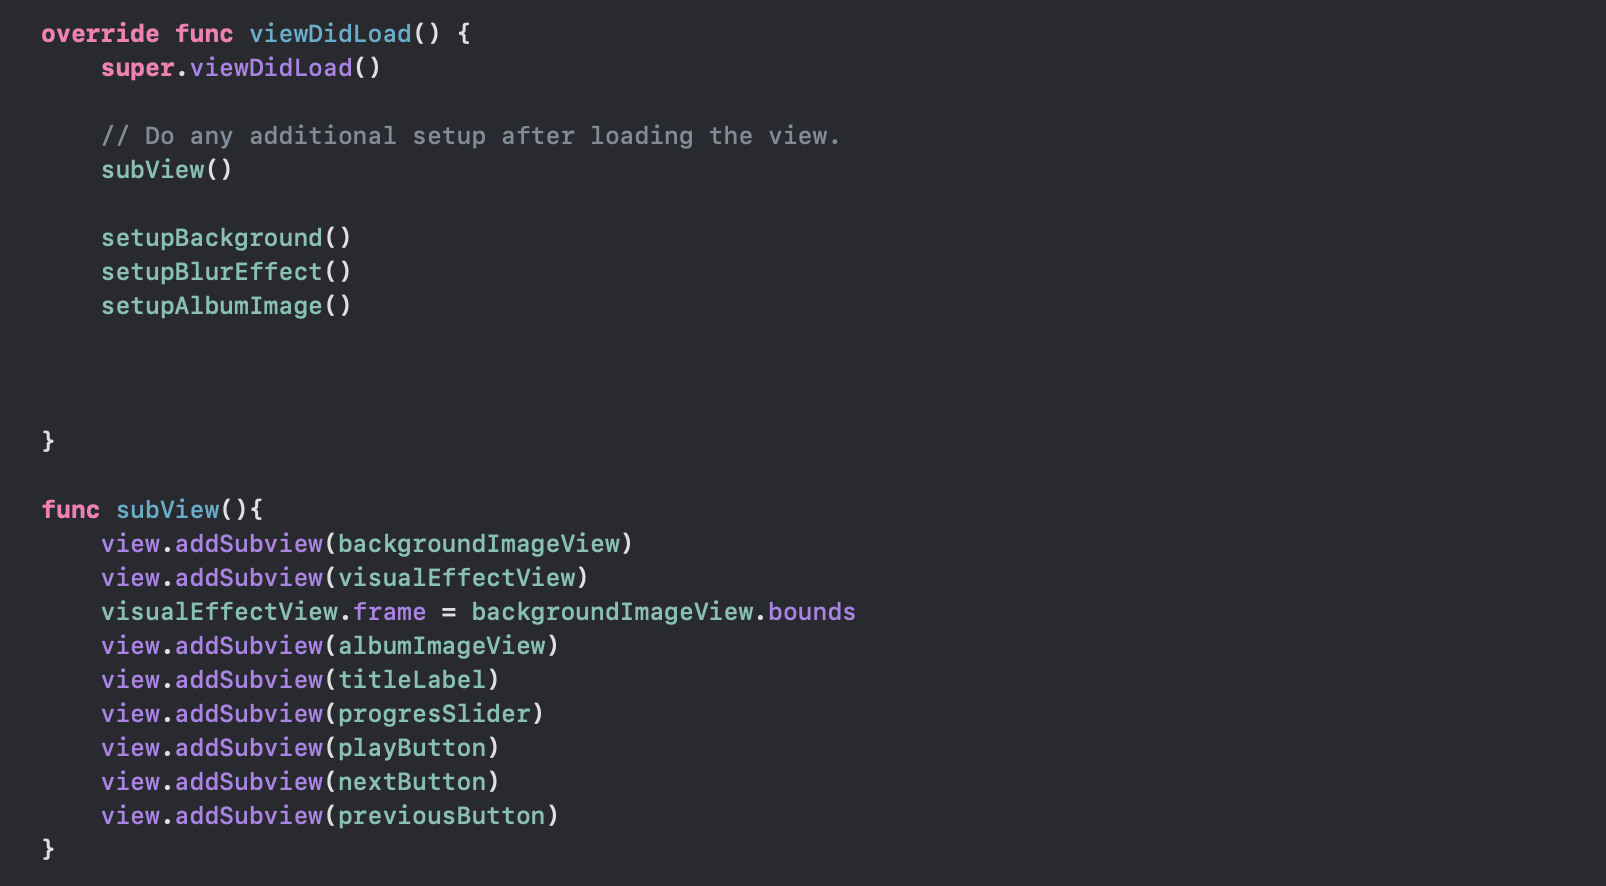 override func viewDidLoad() {
    super.viewDidLoad()

    // Do any additional setup after loading the view.
    subView()

    setupBackground()
    setupBlurEffect()
    setupAlbumImage()



}

func subView(){
    view.addSubview(backgroundImageView)
    view.addSubview(visualEffectView)
    visualEffectView.frame = backgroundImageView.bounds
    view.addSubview(albumImageView)
    view.addSubview(titleLabel)
    view.addSubview(progresSlider)
    view.addSubview(playButton)
    view.addSubview(nextButton)
    view.addSubview(previousButton)
}